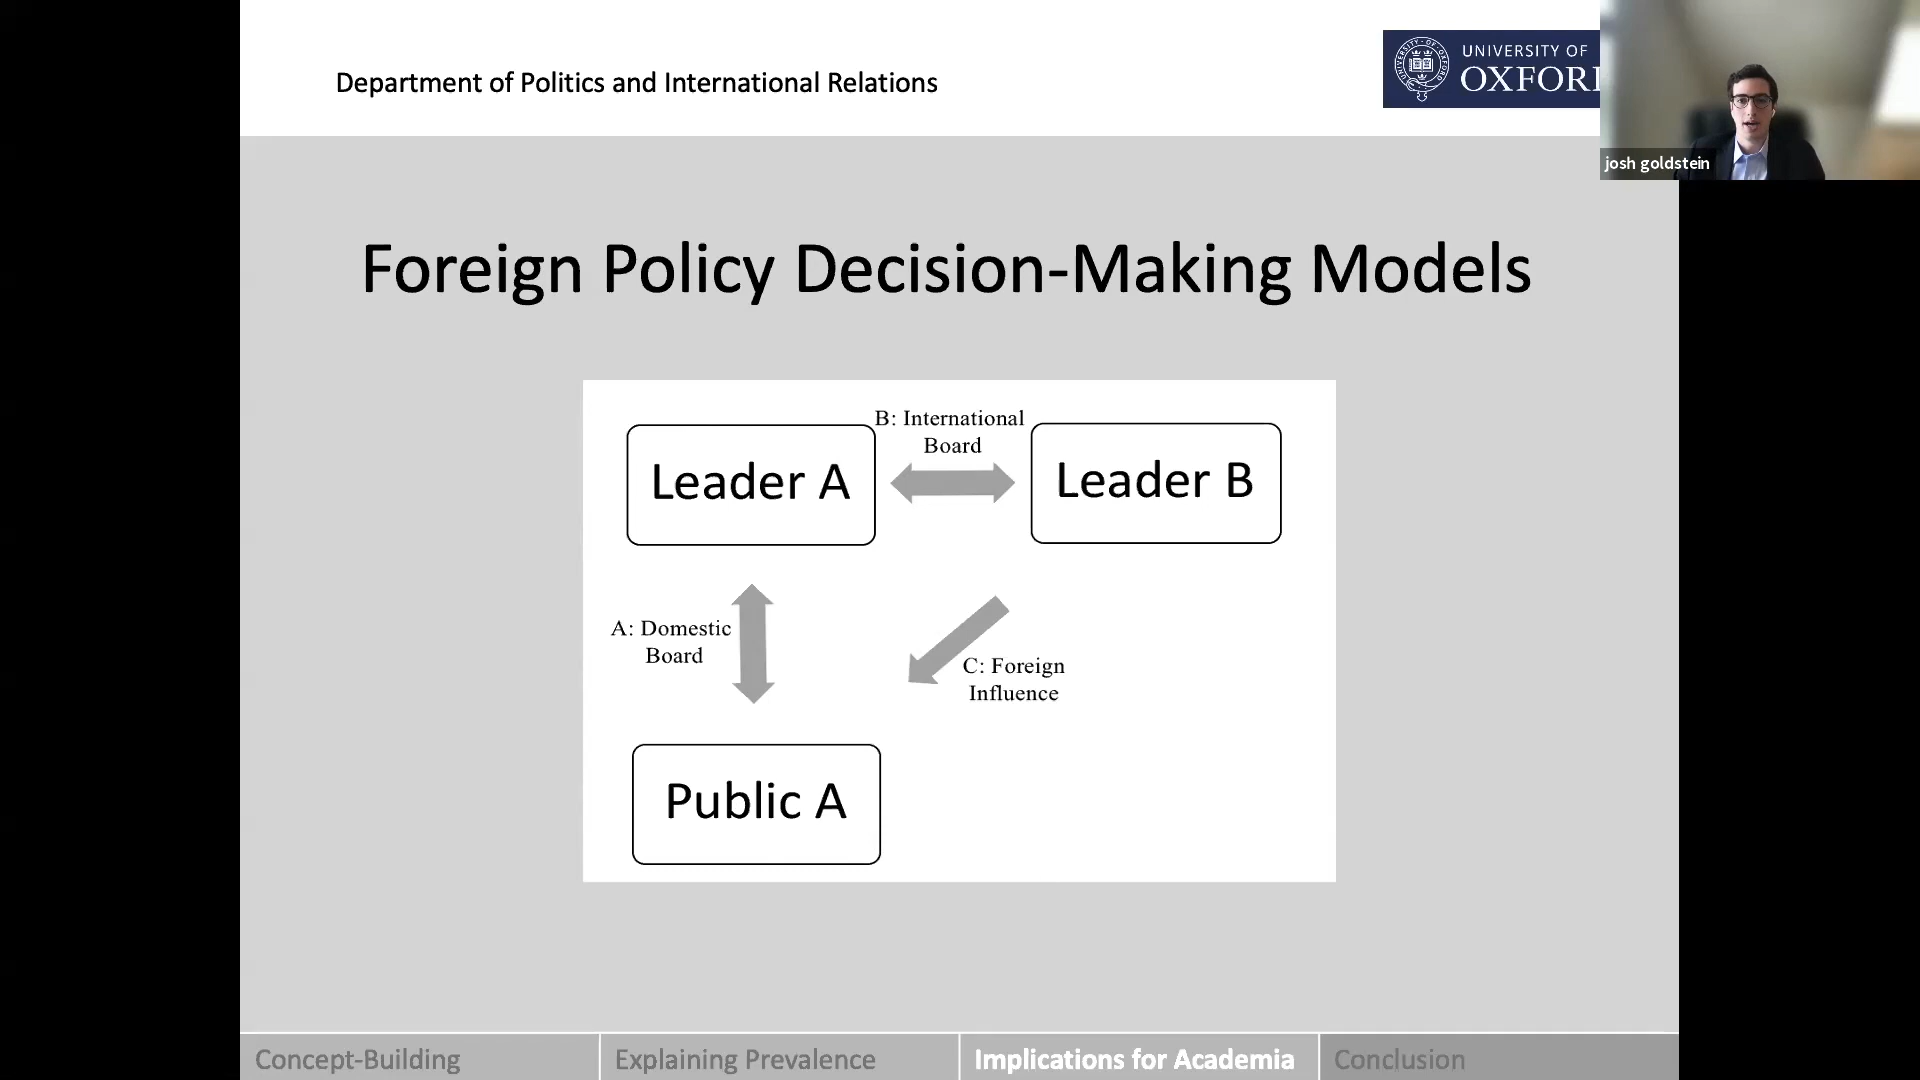 Department of Politics and International Relations
UNIVERSITY OF
OXFOR
josh goldstein
Foreign Policy Decision-Making Models
B: International
Board
Leader A
Leader B
A: Domestic
Board
C: Foreign
Influence
Public A
Concept-Building
Explaining Prevalence
Implications for Academia
Conclusion